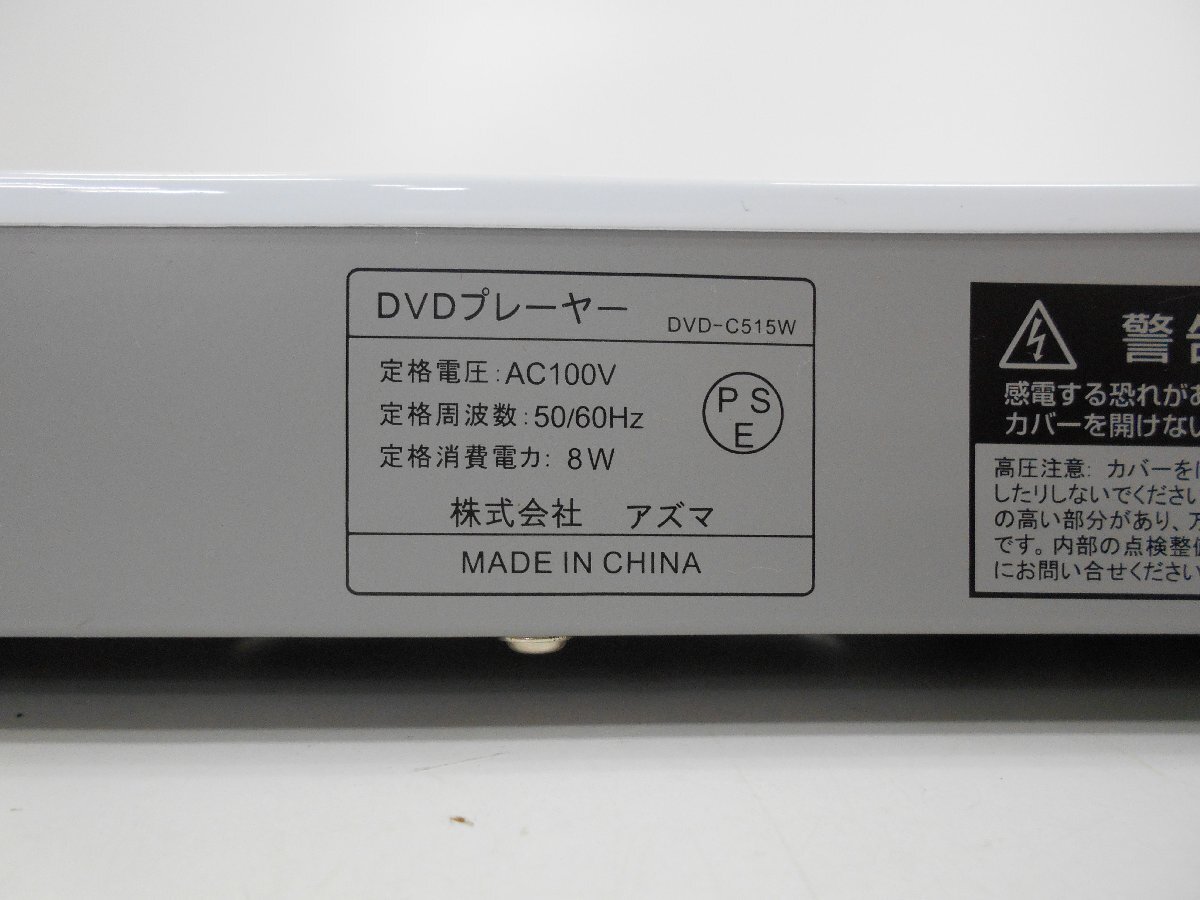 DVDプレーヤー DVD-C515W
定格電圧:AC100V
定格周波数:50/60Hz
定格消費電力: 8W
P S
E
株式会社 アズマ
MADE IN CHINA
警告
感電する恐れがあ
カバーを開けない
高圧注意: カバーを
したりしないでください
の高い部分があり、
です。内部の点検整
にお問い合せください